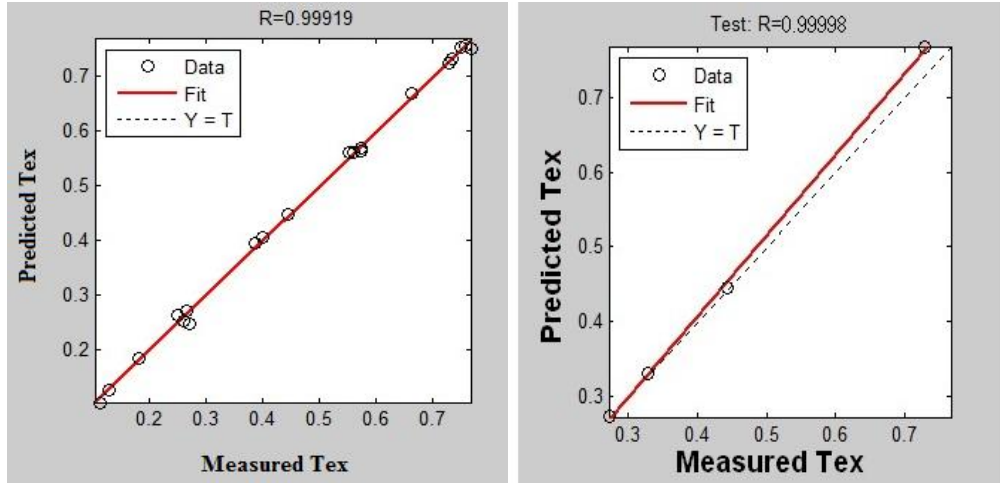 R=0.99919
Data
Fit
Y = T
0.7
0.6
0.5
0.4
0.3
0.2
0.2 0.3 0.4 0.5 0.6 0.7
Predicted Tex
Measured Tex
Test: R=0.99998
Data
Fit
Y = T
0.7
0.6
0.5
0.4
0.3
0.3 0.4 0.5 0.6 0.7
Predicted Tex
Measured Tex